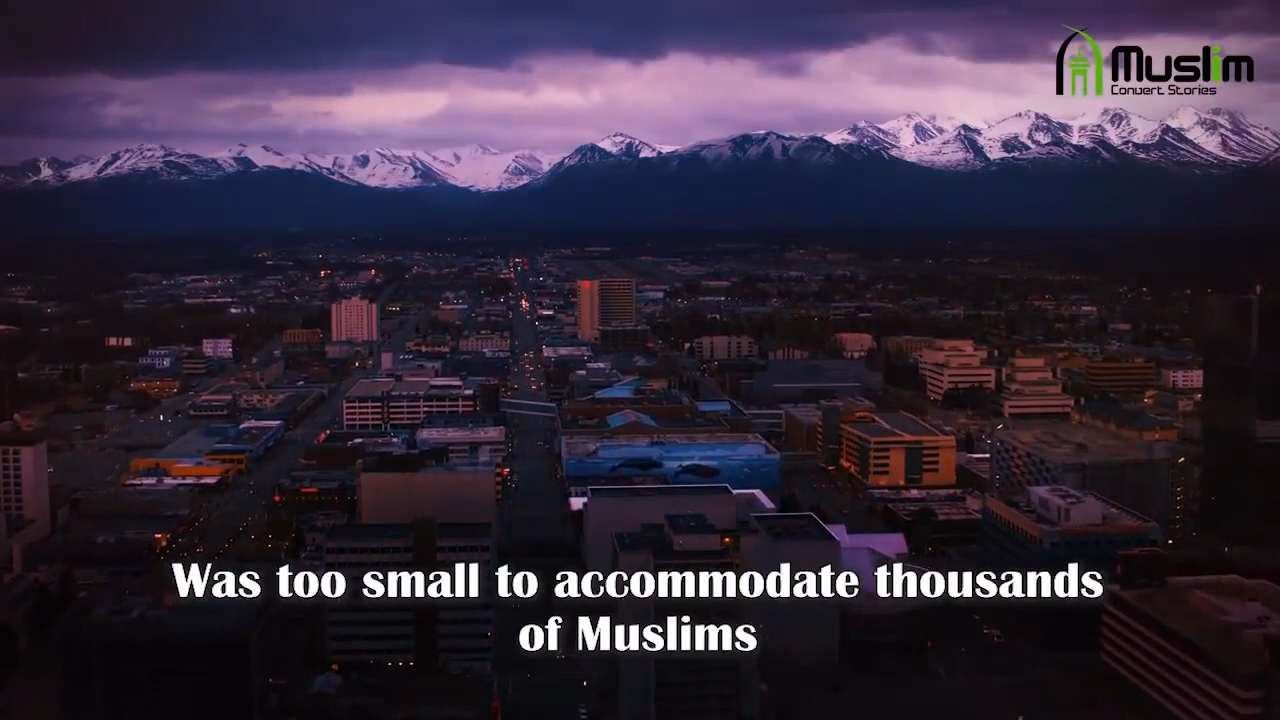 Muslim
Convert Stories
Was too small to accommodate thousands
of Muslims